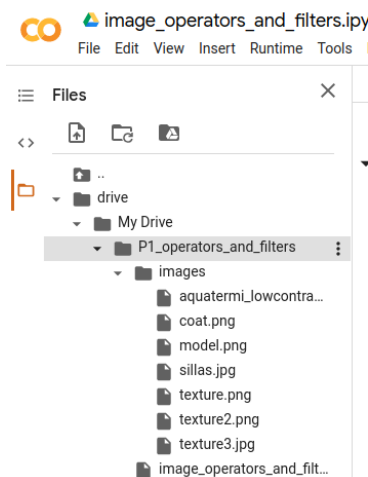 image_operators_and_filters.ipy
File Edit View Insert Runtime Tools
Files
..
drive
My Drive
P1_operators_and_filters
images
aquatermi_lowcontra...
coat.png
model.png
sillas.jpg
texture.png
texture2.png
texture3.jpg
image_operators_and_filt...